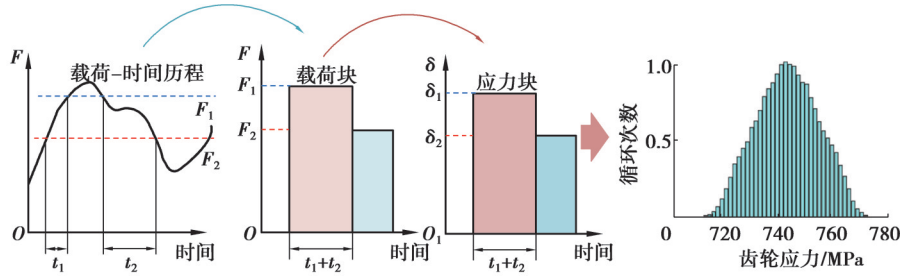 F
载荷-时间历程
F₁
F₂
O
t₁
t₂
时间
F
载荷块
F₁
F₂
O
t₁+t₂
时间
δ
δ
δ₁
应力块
δ₂
O₁
t₁+t₂
时间
循环次数
1.0
0.5
0
720
740
760
780
齿轮应力/MPa